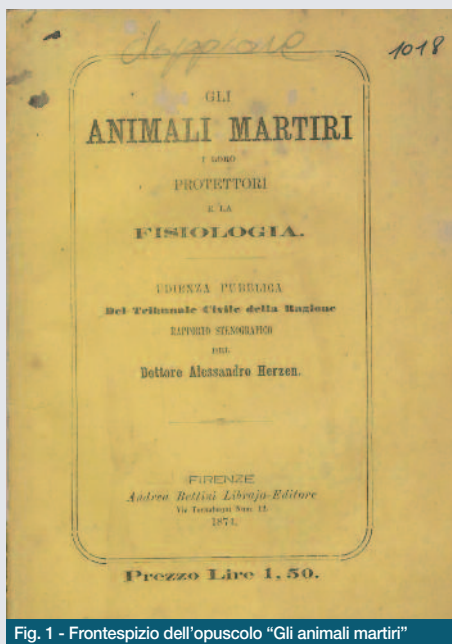 doppione
1018
GLI
ANIMALI MARTIRI
I LORO
PROTETTORI
E LA
FISIOLOGIA.
UDIENZA PUBBLICA
Del Tribunale Civile della Ragione
RAPPORTO STENOGRAFICO
DEL
Dottore Alessandro Herzen.
FIRENZE
Andrea Bettini Librajo-Editore
Via Tornabuoni Num. 12.
1874.
Prezzo Lire 1, 50.
Fig. 1 - Frontespizio dell'opuscolo “Gli animali martiri”